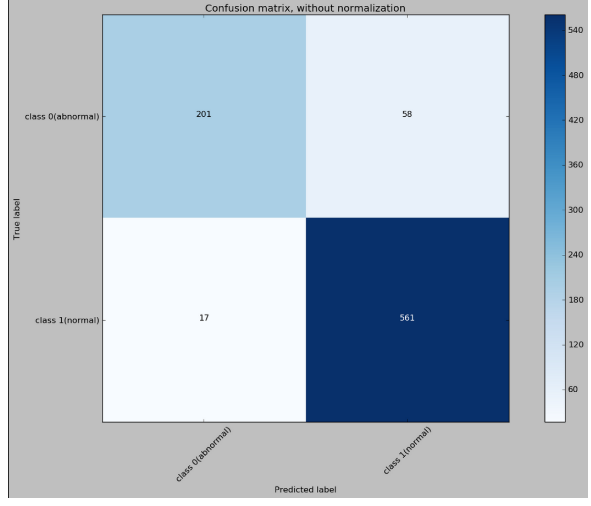 Confusion matrix, without normalization
True label
class 0(abnormal)
201
58
class 1(normal)
17
561
class 0(abnormal)
class 1(normal)
Predicted label
540
480
420
360
300
240
180
120
60